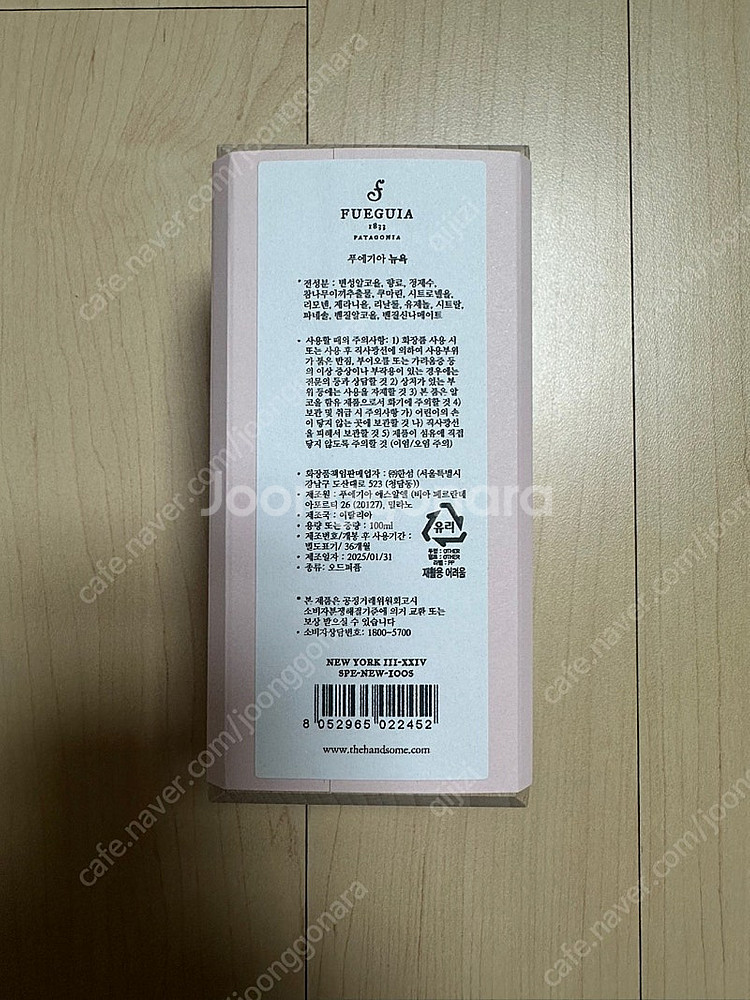 FUEGUIA
1833
PATAGONIA
푸에기아 뉴욕
* 전성분 : 변성알코올, 향료, 정제수,
참나무이끼추출물, 쿠마린, 시트로넬올,
리모넨, 제라니올, 리날룰, 유제놀, 시트랄,
파네솔, 벤질알코올, 벤질신나메이트
• 사용할 때의 주의사항: 1) 화장품 사용 시
또는 사용 후 직사광선에 의하여 사용부위
가 붉은 반점, 부어오름 또는 가려움증 등
의 이상 증상이나 부작용이 있는 경우에는
전문의 등과 상담할 것 2) 상처가 있는 부
위 등에는 사용을 자제할 것 3) 본 품은 알
코올 함유 제품으로서 화기에 주의할 것 4)
보관 및 취급 시 주의사항 가) 어린이의 손
이 닿지 않는 곳에 보관할 것 나) 직사광선
을 피해서 보관할 것 5) 제품이 섬유에 직접
닿지 않도록 주의할 것 (이염/오염 주의)
• 화장품책임판매업자 : ㈜한섬 (서울특별시
강남구 도산대로 523 (청담동))
• 제조원 : 푸에기아 에스알엘 (비아 페르란테
아포르티 26 (20127), 밀라노
• 제조국 : 이탈리아
• 용량 또는 중량 : 100ml
• 제조번호/개봉 후 사용기간 :
별도표기/ 36개월
• 제조일자 : 2025/01/31
• 종류: 오드퍼퓸
유리
뚜껑 : OTHER
펌프 : OTHER
라벨 : PP
재활용 어려움
* 본 제품은 공정거래위원회고시
소비자분쟁해결기준에 의거 교환 또는
보상 받으실 수 있습니다
• 소비자상담번호: 1800-5700
NEW YORK III-XXIV
SPE-NEW-1005
8 052965 022452
www.thehandsome.com
Joonggonara
cafe.naver.com/joonggonara
qijizi